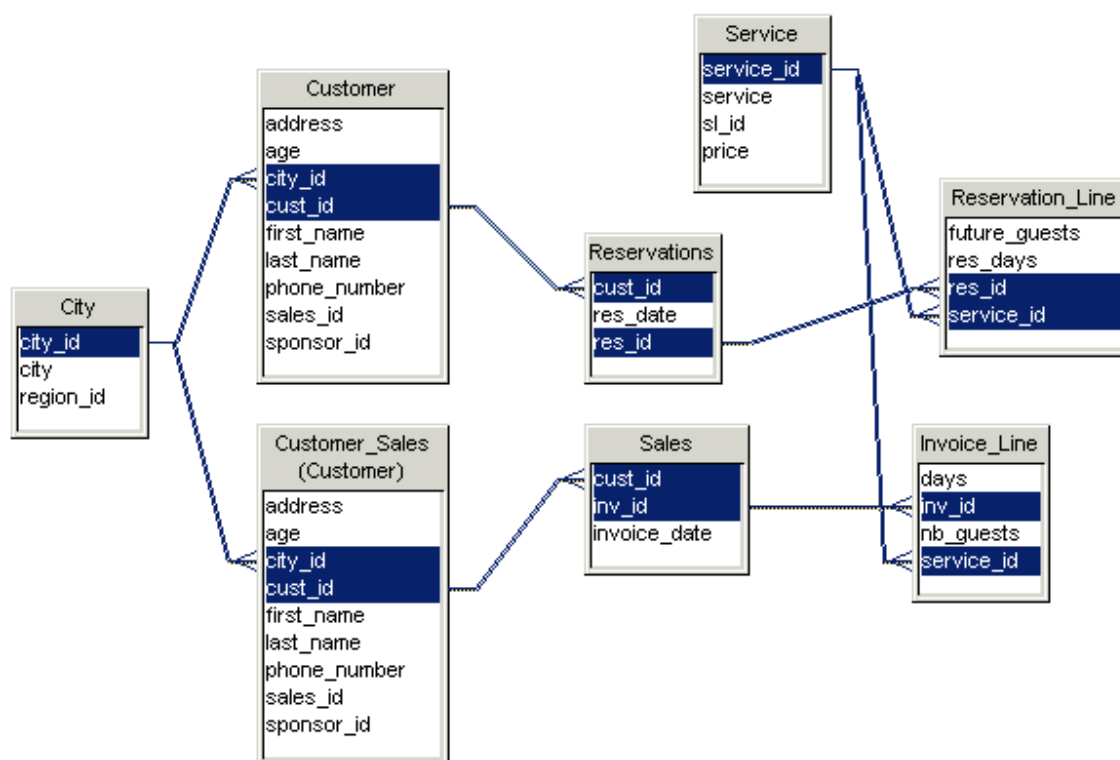 Service
service_id
service
sl_id
price
Customer
address
age
city_id
cust_id
first_name
last_name
phone_number
sales_id
sponsor_id
Reservation_Line
future_guests
res_days
res_id
service_id
Reservations
cust_id
res_date
res_id
City
city_id
city
region_id
Customer_Sales
(Customer)
address
age
city_id
cust_id
first_name
last_name
phone_number
sales_id
sponsor_id
Sales
cust_id
inv_id
invoice_date
Invoice_Line
days
inv_id
nb_guests
service_id